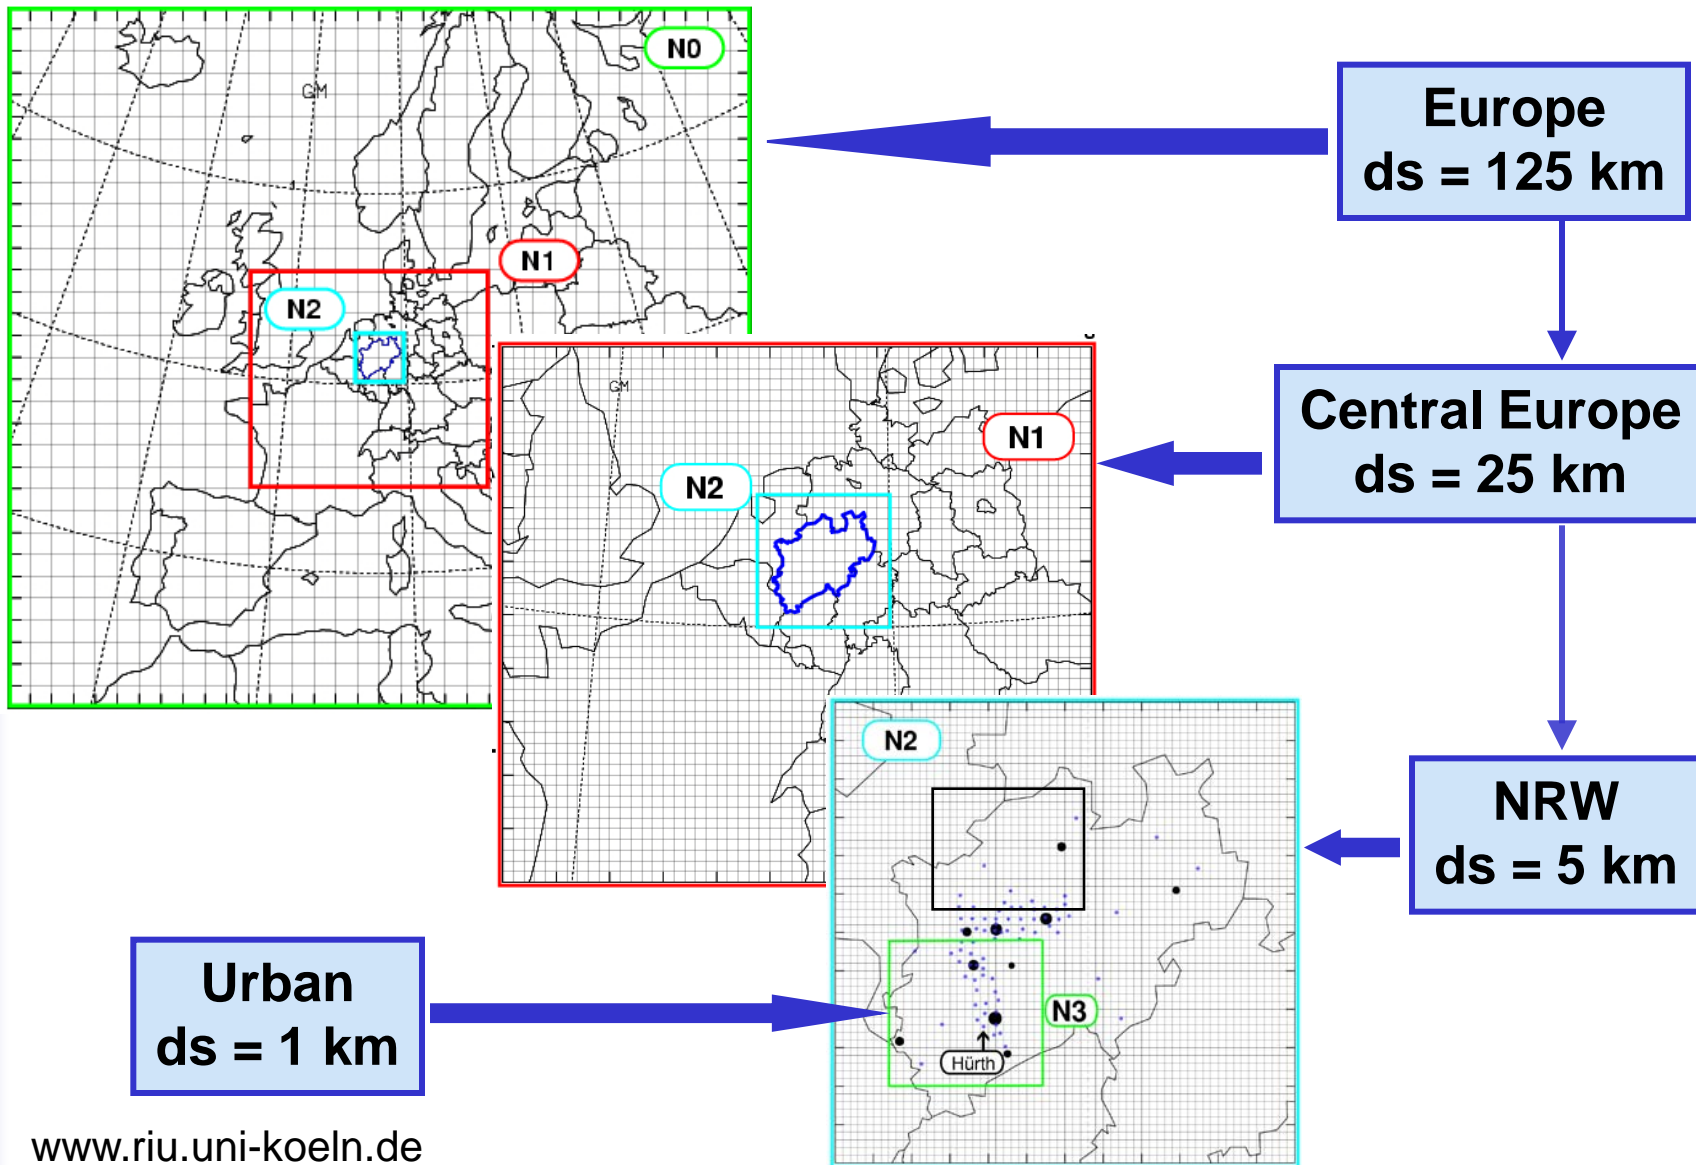 N0
GM
Europe
ds = 125 km
N1
N2
GM
N1
N2
Central Europe
ds = 25 km
N2
NRW
ds = 5 km
N3
Hürth
Urban
ds = 1 km
www.riu.uni-koeln.de